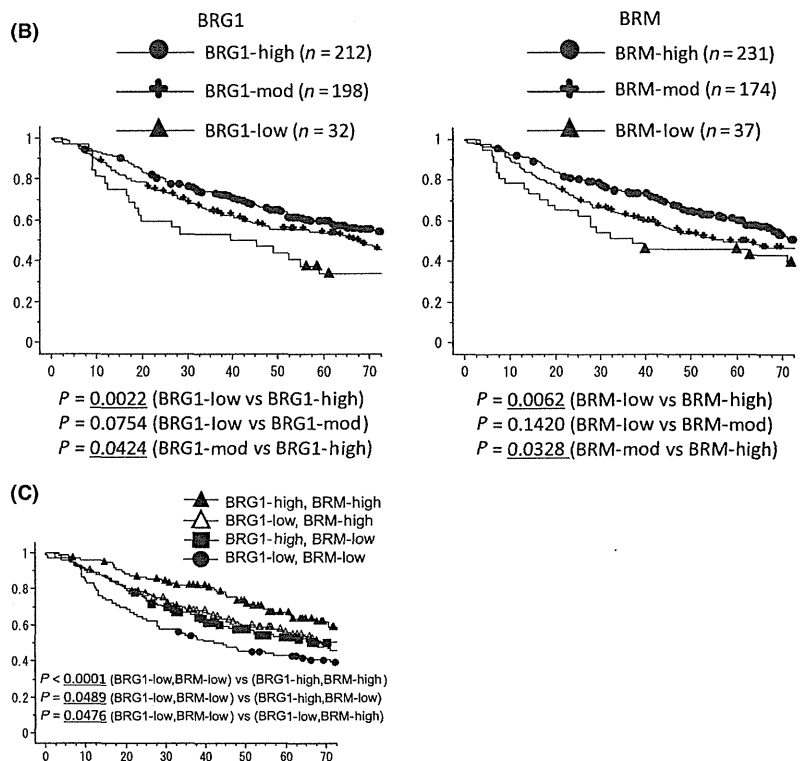 (B)
BRG1
BRG1-high (n = 212)
BRG1-mod (n = 198)
BRG1-low (n = 32)
1
0.8
0.6
0.4
0.2
0
0 10 20 30 40 50 60 70
P = 0.0022 (BRG1-low vs BRG1-high)
P = 0.0754 (BRG1-low vs BRG1-mod)
P = 0.0424 (BRG1-mod vs BRG1-high)
BRM
BRM-high (n = 231)
BRM-mod (n = 174)
BRM-low (n = 37)
1
0.8
0.6
0.4
0.2
0
0 10 20 30 40 50 60 70
P = 0.0062 (BRM-low vs BRM-high)
P = 0.1420 (BRM-low vs BRM-mod)
P = 0.0328 (BRM-mod vs BRM-high)
(C)
BRG1-high, BRM-high
BRG1-low, BRM-high
BRG1-high, BRM-low
BRG1-low, BRM-low
1
0.8
0.6
0.4
0.2
0
P < 0.0001 (BRG1-low,BRM-low) vs (BRG1-high,BRM-high)
P = 0.0489 (BRG1-low,BRM-low) vs (BRG1-high,BRM-low)
P = 0.0476 (BRG1-low,BRM-low) vs (BRG1-low,BRM-high)
0 10 20 30 40 50 60 70